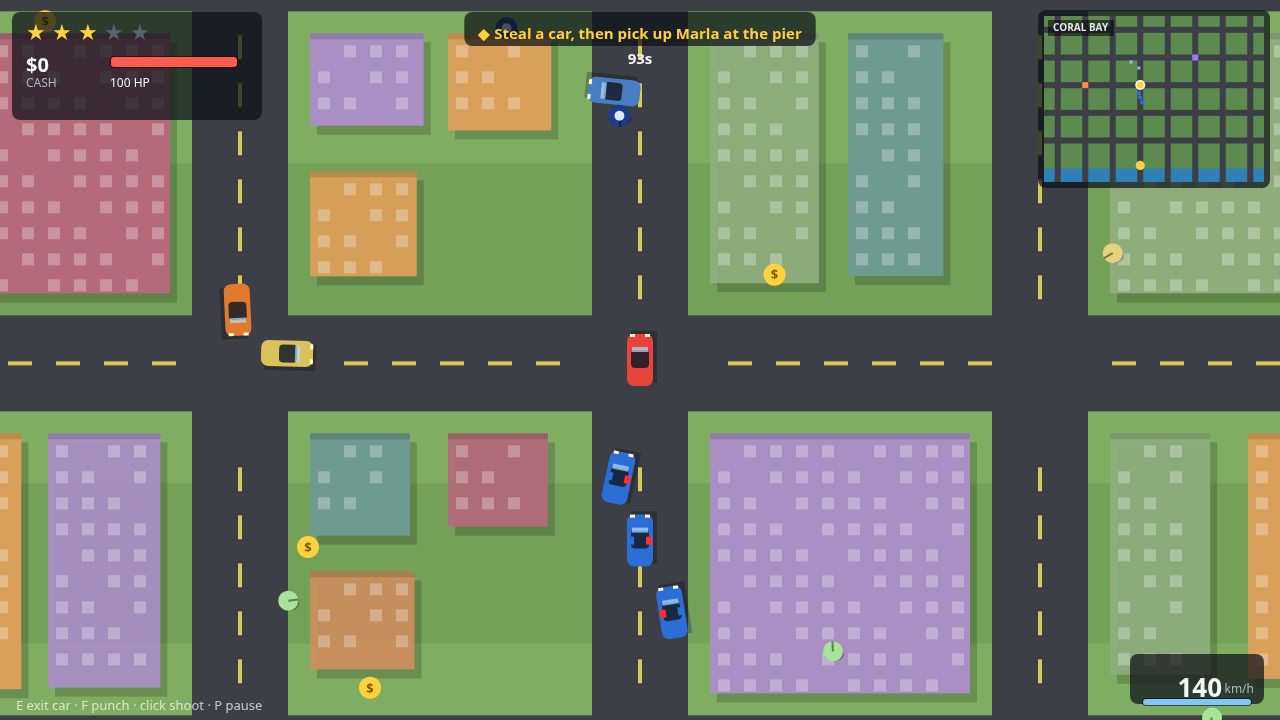 $
★★★★★
$0
CASH
100 HP
◆ Steal a car, then pick up Marla at the pier
93s
CORAL BAY
$
$
$
E exit car · F punch · click shoot · P pause
140 km/h